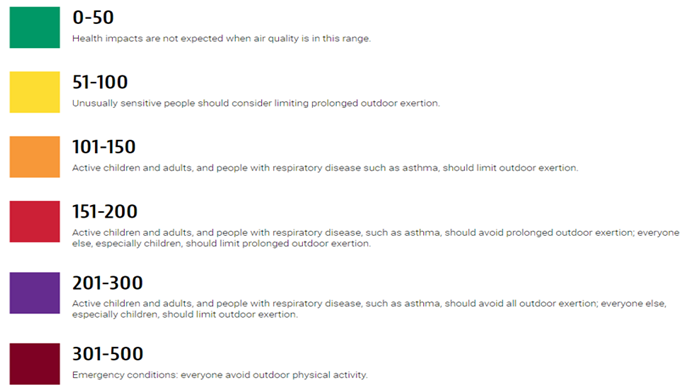 0-50
Health impacts are not expected when air quality is in this range.
51-100
Unusually sensitive people should consider limiting prolonged outdoor exertion.
101-150
Active children and adults, and people with respiratory disease such as asthma, should limit outdoor exertion.
151-200
Active children and adults, and people with respiratory disease, such as asthma, should avoid prolonged outdoor exertion; everyone
else, especially children, should limit prolonged outdoor exertion.
201-300
Active children and adults, and people with respiratory disease, such as asthma, should avoid all outdoor exertion; everyone else,
especially children, should limit outdoor exertion.
301-500
Emergency conditions: everyone avoid outdoor physical activity.